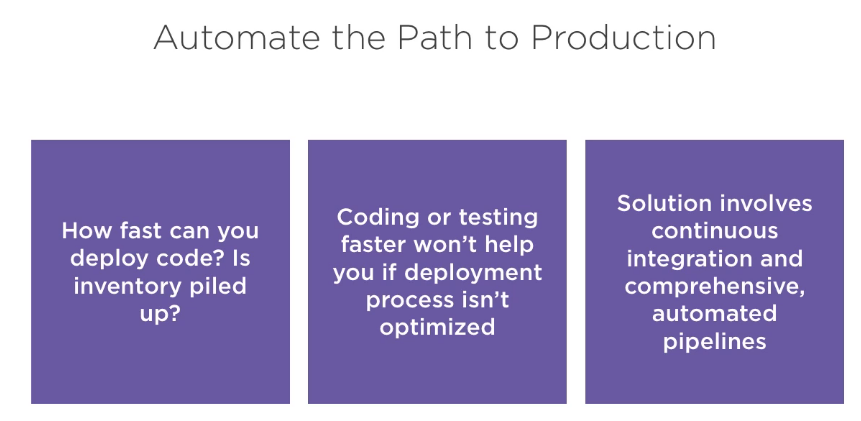 Automate the Path to Production
How fast can you
deploy code? Is
inventory piled
up?
Coding or testing
faster won't help
you if deployment
process isn't
optimized
Solution involves
continuous
integration and
comprehensive,
automated
pipelines